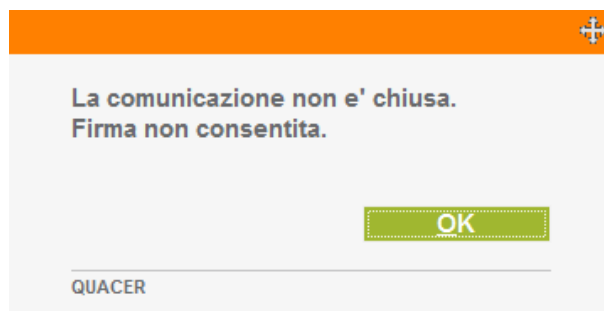 La comunicazione non e' chiusa.
Firma non consentita.
OK
QUACER